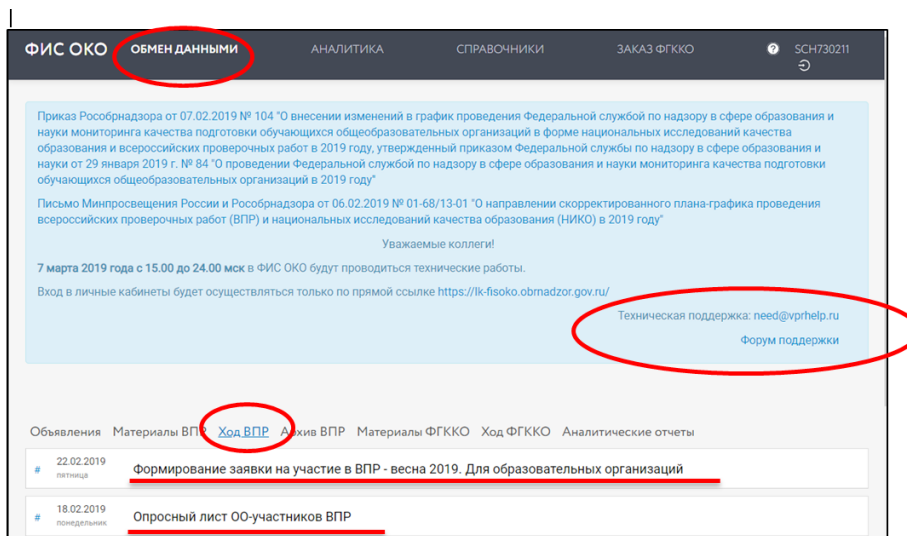 ФИС ОКО ОБМЕН ДАННЫМИ АНАЛИТИКА СПРАВОЧНИКИ ЗАКАЗ ФГККО ? SCH730211
Приказ Рособрнадзора от 07.02.2019 № 104 "О внесении изменений в график проведения Федеральной службой по надзору в сфере образования и
науки мониторинга качества подготовки обучающихся общеобразовательных организаций в форме национальных исследований качества
образования и всероссийских проверочных работ в 2019 году, утвержденный приказом Федеральной службы по надзору в сфере образования и
науки от 29 января 2019 г. № 84 "О проведении Федеральной службой по надзору в сфере образования и науки мониторинга качества подготовки
обучающихся общеобразовательных организаций в 2019 году"
Письмо Минпросвещения России и Рособрнадзора от 06.02.2019 № 01-68/13-01 "О направлении скорректированного плана-графика проведения
всероссийских проверочных работ (ВПР) и национальных исследований качества образования (НИКО) в 2019 году"
Уважаемые коллеги!
7 марта 2019 года с 15.00 до 24.00 мск в ФИС ОКО будут проводиться технические работы.
Вход в личные кабинеты будет осуществляться только по прямой ссылке https://lk-fisoko.obrnadzor.gov.ru/
Техническая поддержка: need@vprhelp.ru
Форум поддержки
Объявления Материалы ВПР Ход ВПР Архив ВПР Материалы ФГККО Ход ФГККО Аналитические отчеты
# 22.02.2019 Формирование заявки на участие в ВПР - весна 2019. Для образовательных организаций
пятница
# 18.02.2019 Опросный лист ОО-участников ВПР
понедельник